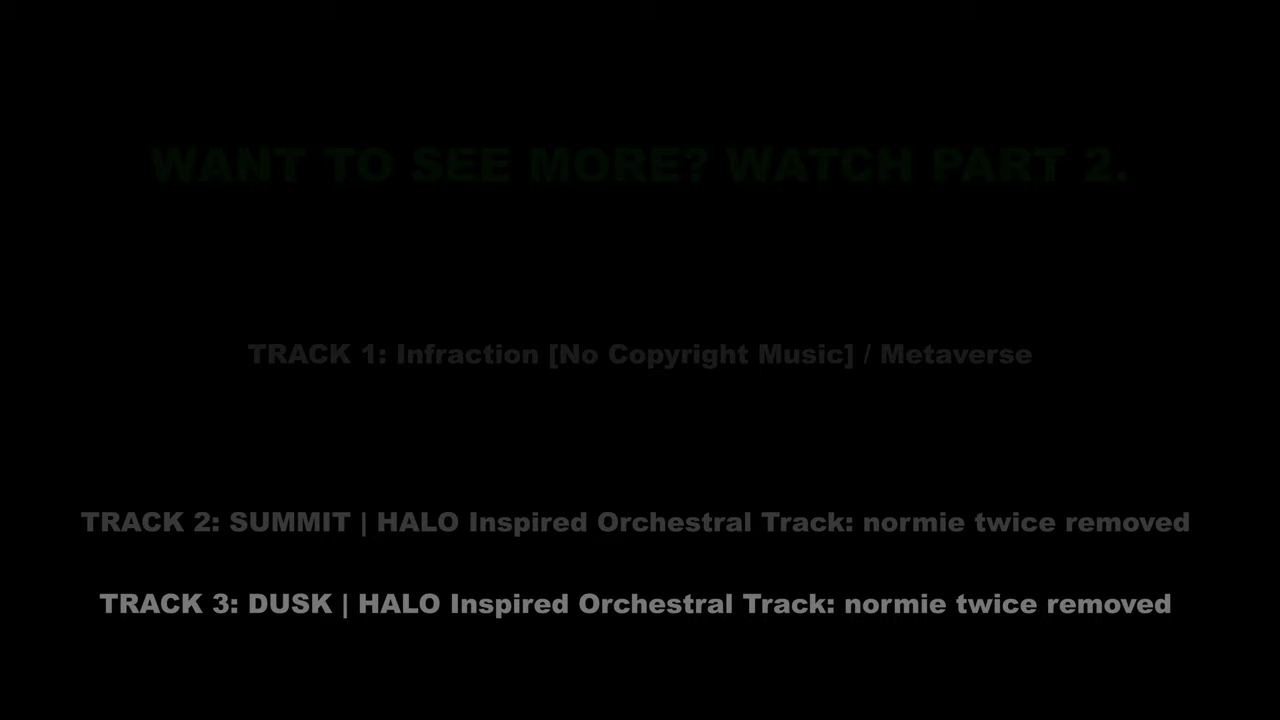 WANT TO SEE MORE? WATCH PART 2.
TRACK 1: Infraction [No Copyright Music] / Metaverse
TRACK 2: SUMMIT | HALO Inspired Orchestral Track: normie twice removed
TRACK 3: DUSK | HALO Inspired Orchestral Track: normie twice removed